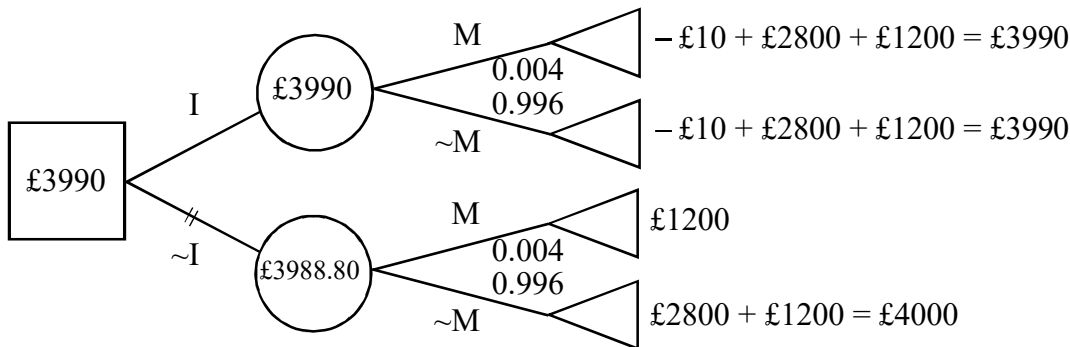 M
– £10 + £2800 + £1200 = £3990
I
£3990
0.004
0.996
~M
– £10 + £2800 + £1200 = £3990
£3990
M
£1200
~I
£3988.80
0.004
0.996
~M
£2800 + £1200 = £4000